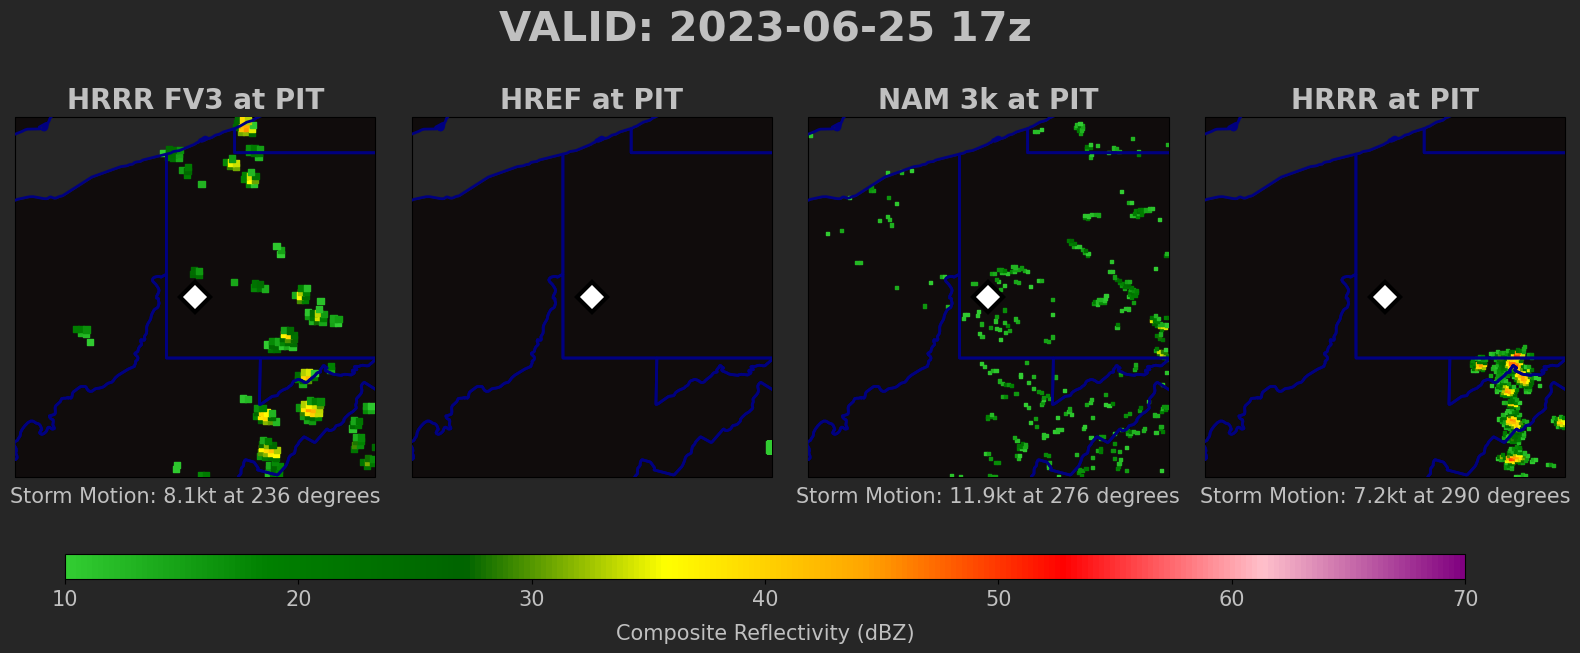 VALID: 2023-06-25 17z
HRRR FV3 at PIT
HREF at PIT
NAM 3k at PIT
HRRR at PIT
Storm Motion: 8.1kt at 236 degrees
Storm Motion: 11.9kt at 276 degrees
Storm Motion: 7.2kt at 290 degrees
10 20 30 40 50 60 70
Composite Reflectivity (dBZ)